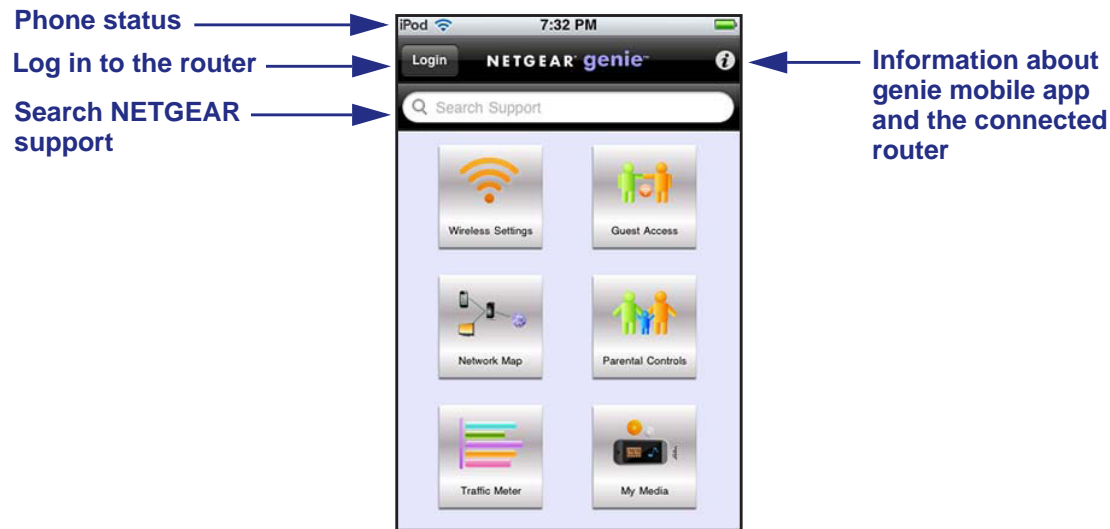 Phone status
Log in to the router
Search NETGEAR
support
iPod 7:32 PM
Login NETGEAR® genie™
Search Support
Wireless Settings Guest Access
Network Map Parental Controls
Traffic Meter My Media
Information about
genie mobile app
and the connected
router